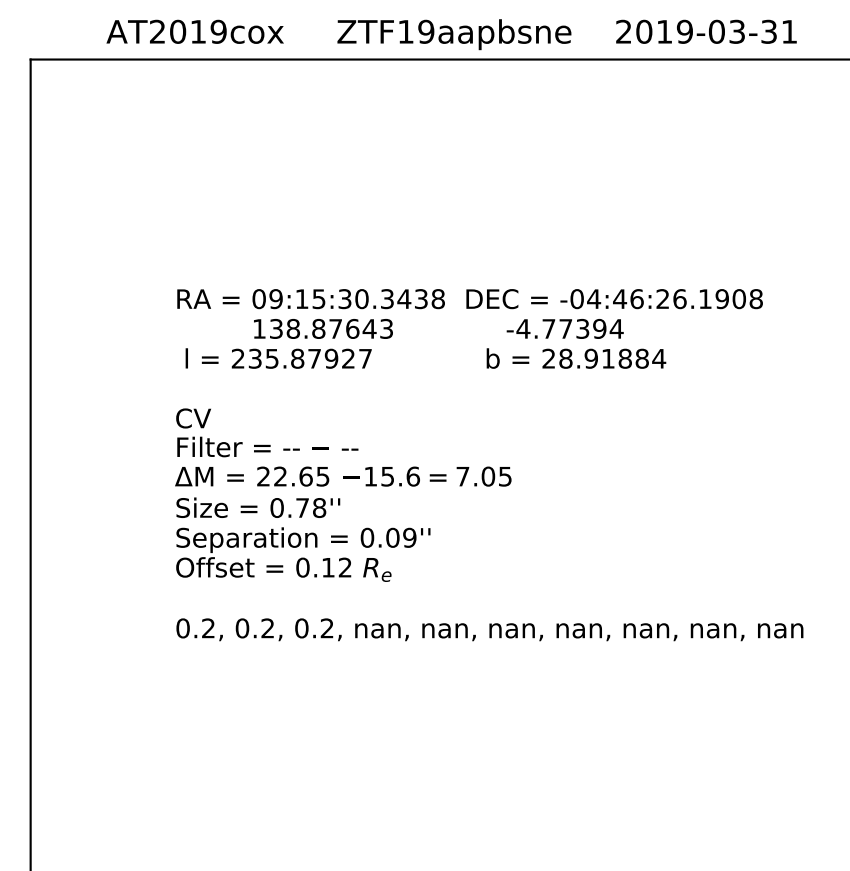 AT2019cox ZTF19aapbsne 2019-03-31
RA = 09:15:30.3438 DEC = -04:46:26.1908
138.87643 -4.77394
l = 235.87927 b = 28.91884
CV
Filter = -- − --
ΔM = 22.65 −15.6 = 7.05
Size = 0.78''
Separation = 0.09''
Offset = 0.12 Re
0.2, 0.2, 0.2, nan, nan, nan, nan, nan, nan, nan